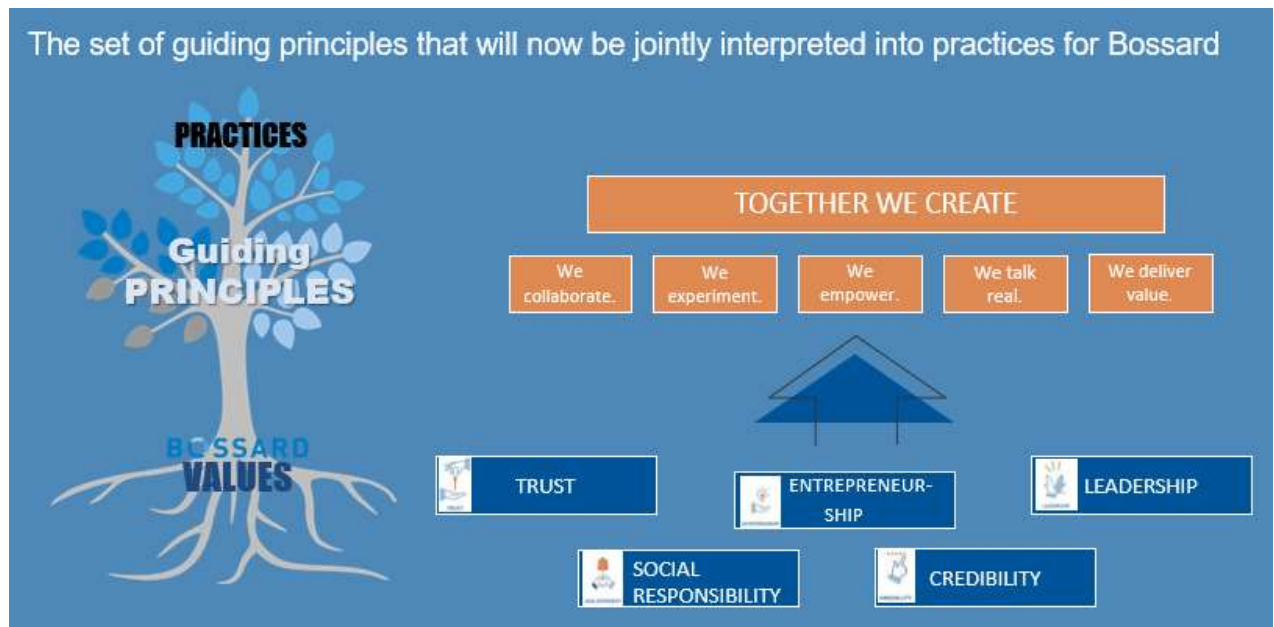 The set of guiding principles that will now be jointly interpreted into practices for Bossard
PRACTICES
Guiding
PRINCIPLES
BOSSARD
VALUES
TOGETHER WE CREATE
We
collaborate.
We
experiment.
We
empower.
We talk
real.
We deliver
value.
TRUST
ENTREPRENEUR-
SHIP
LEADERSHIP
SOCIAL
RESPONSIBILITY
CREDIBILITY